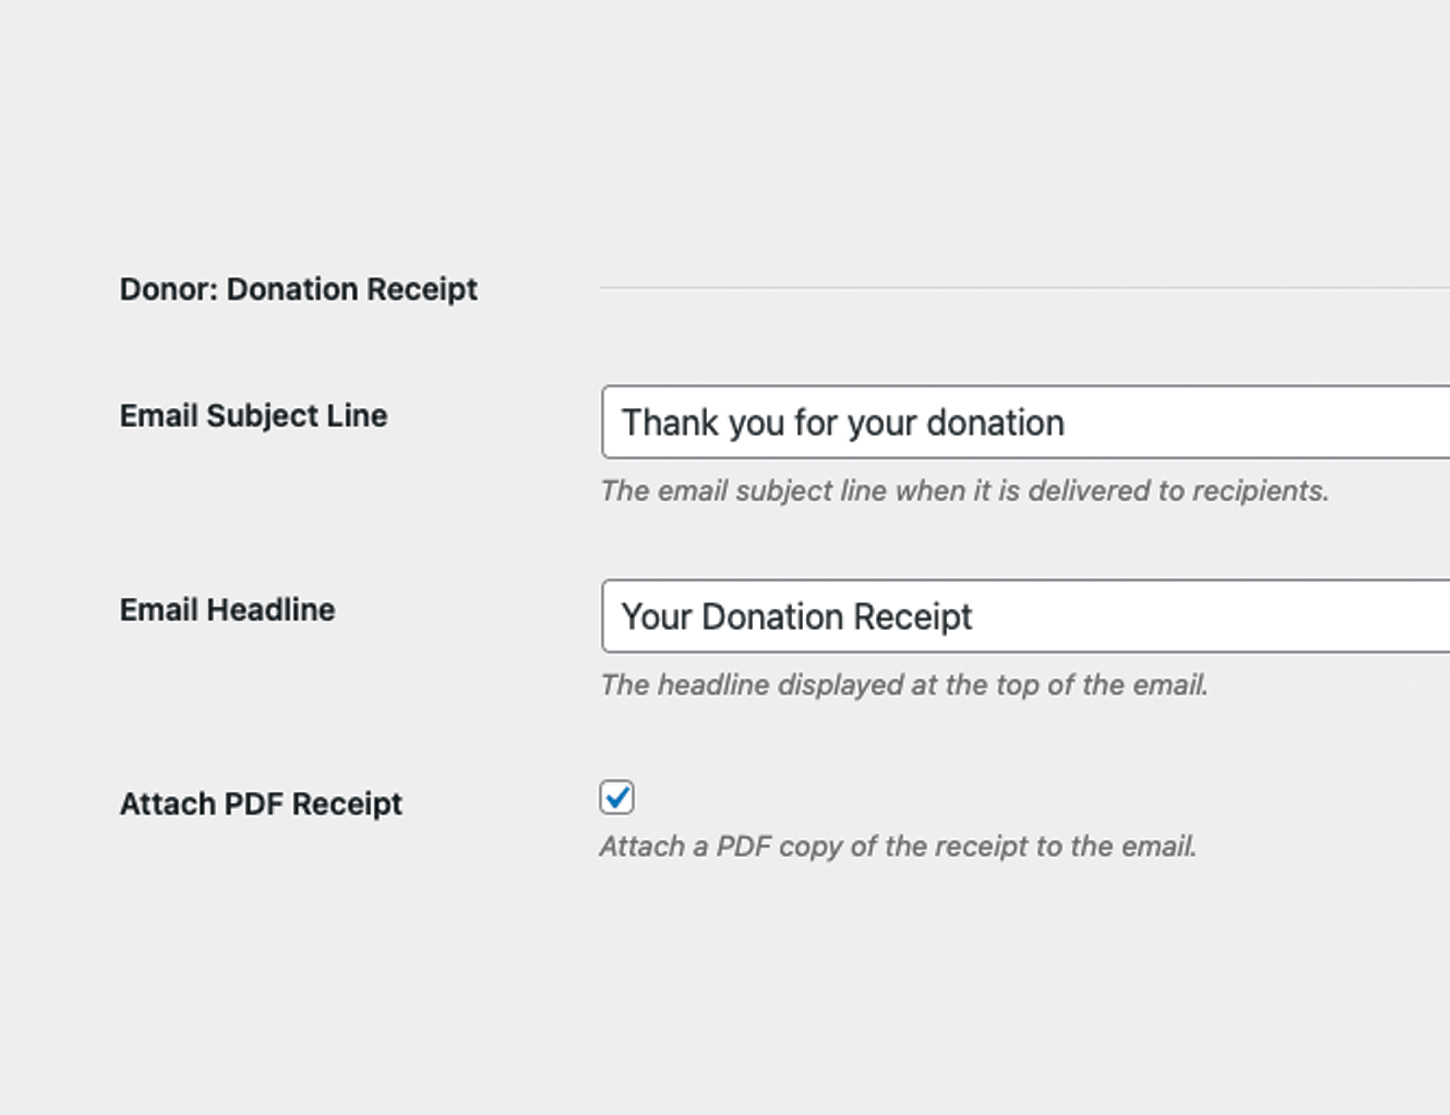 Donor: Donation Receipt
Email Subject Line
Thank you for your donation
The email subject line when it is delivered to recipients.
Email Headline
Your Donation Receipt
The headline displayed at the top of the email.
Attach PDF Receipt
Attach a PDF copy of the receipt to the email.